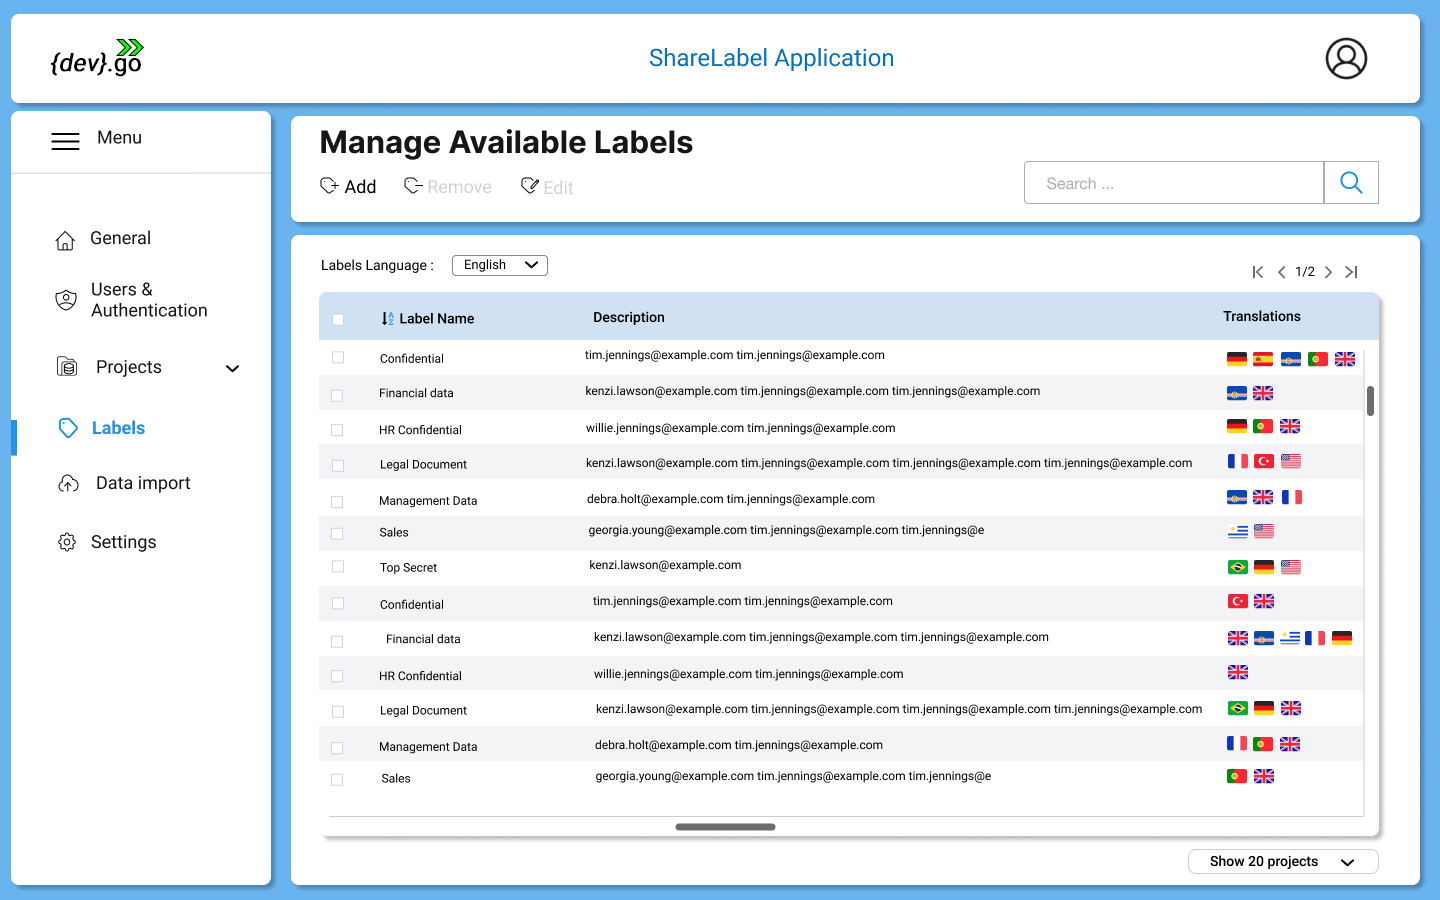 {dev}.go
ShareLabel Application
Menu
General
Users &
Authentication
Projects
Labels
Data import
Settings
Manage Available Labels
Add Remove Edit
Search ...
Labels Language : English
1/2
Label Name Description Translations
Confidential tim.jennings@example.com tim.jennings@example.com
Financial data kenzi.lawson@example.com tim.jennings@example.com tim.jennings@example.com
HR Confidential willie.jennings@example.com tim.jennings@example.com
Legal Document kenzi.lawson@example.com tim.jennings@example.com tim.jennings@example.com tim.jennings@example.com
Management Data debra.holt@example.com tim.jennings@example.com
Sales georgia.young@example.com tim.jennings@example.com tim.jennings@e
Top Secret kenzi.lawson@example.com
Confidential tim.jennings@example.com tim.jennings@example.com
Financial data kenzi.lawson@example.com tim.jennings@example.com tim.jennings@example.com
HR Confidential willie.jennings@example.com tim.jennings@example.com
Legal Document kenzi.lawson@example.com tim.jennings@example.com tim.jennings@example.com tim.jennings@example.com
Management Data debra.holt@example.com tim.jennings@example.com
Sales georgia.young@example.com tim.jennings@example.com tim.jennings@e
Show 20 projects